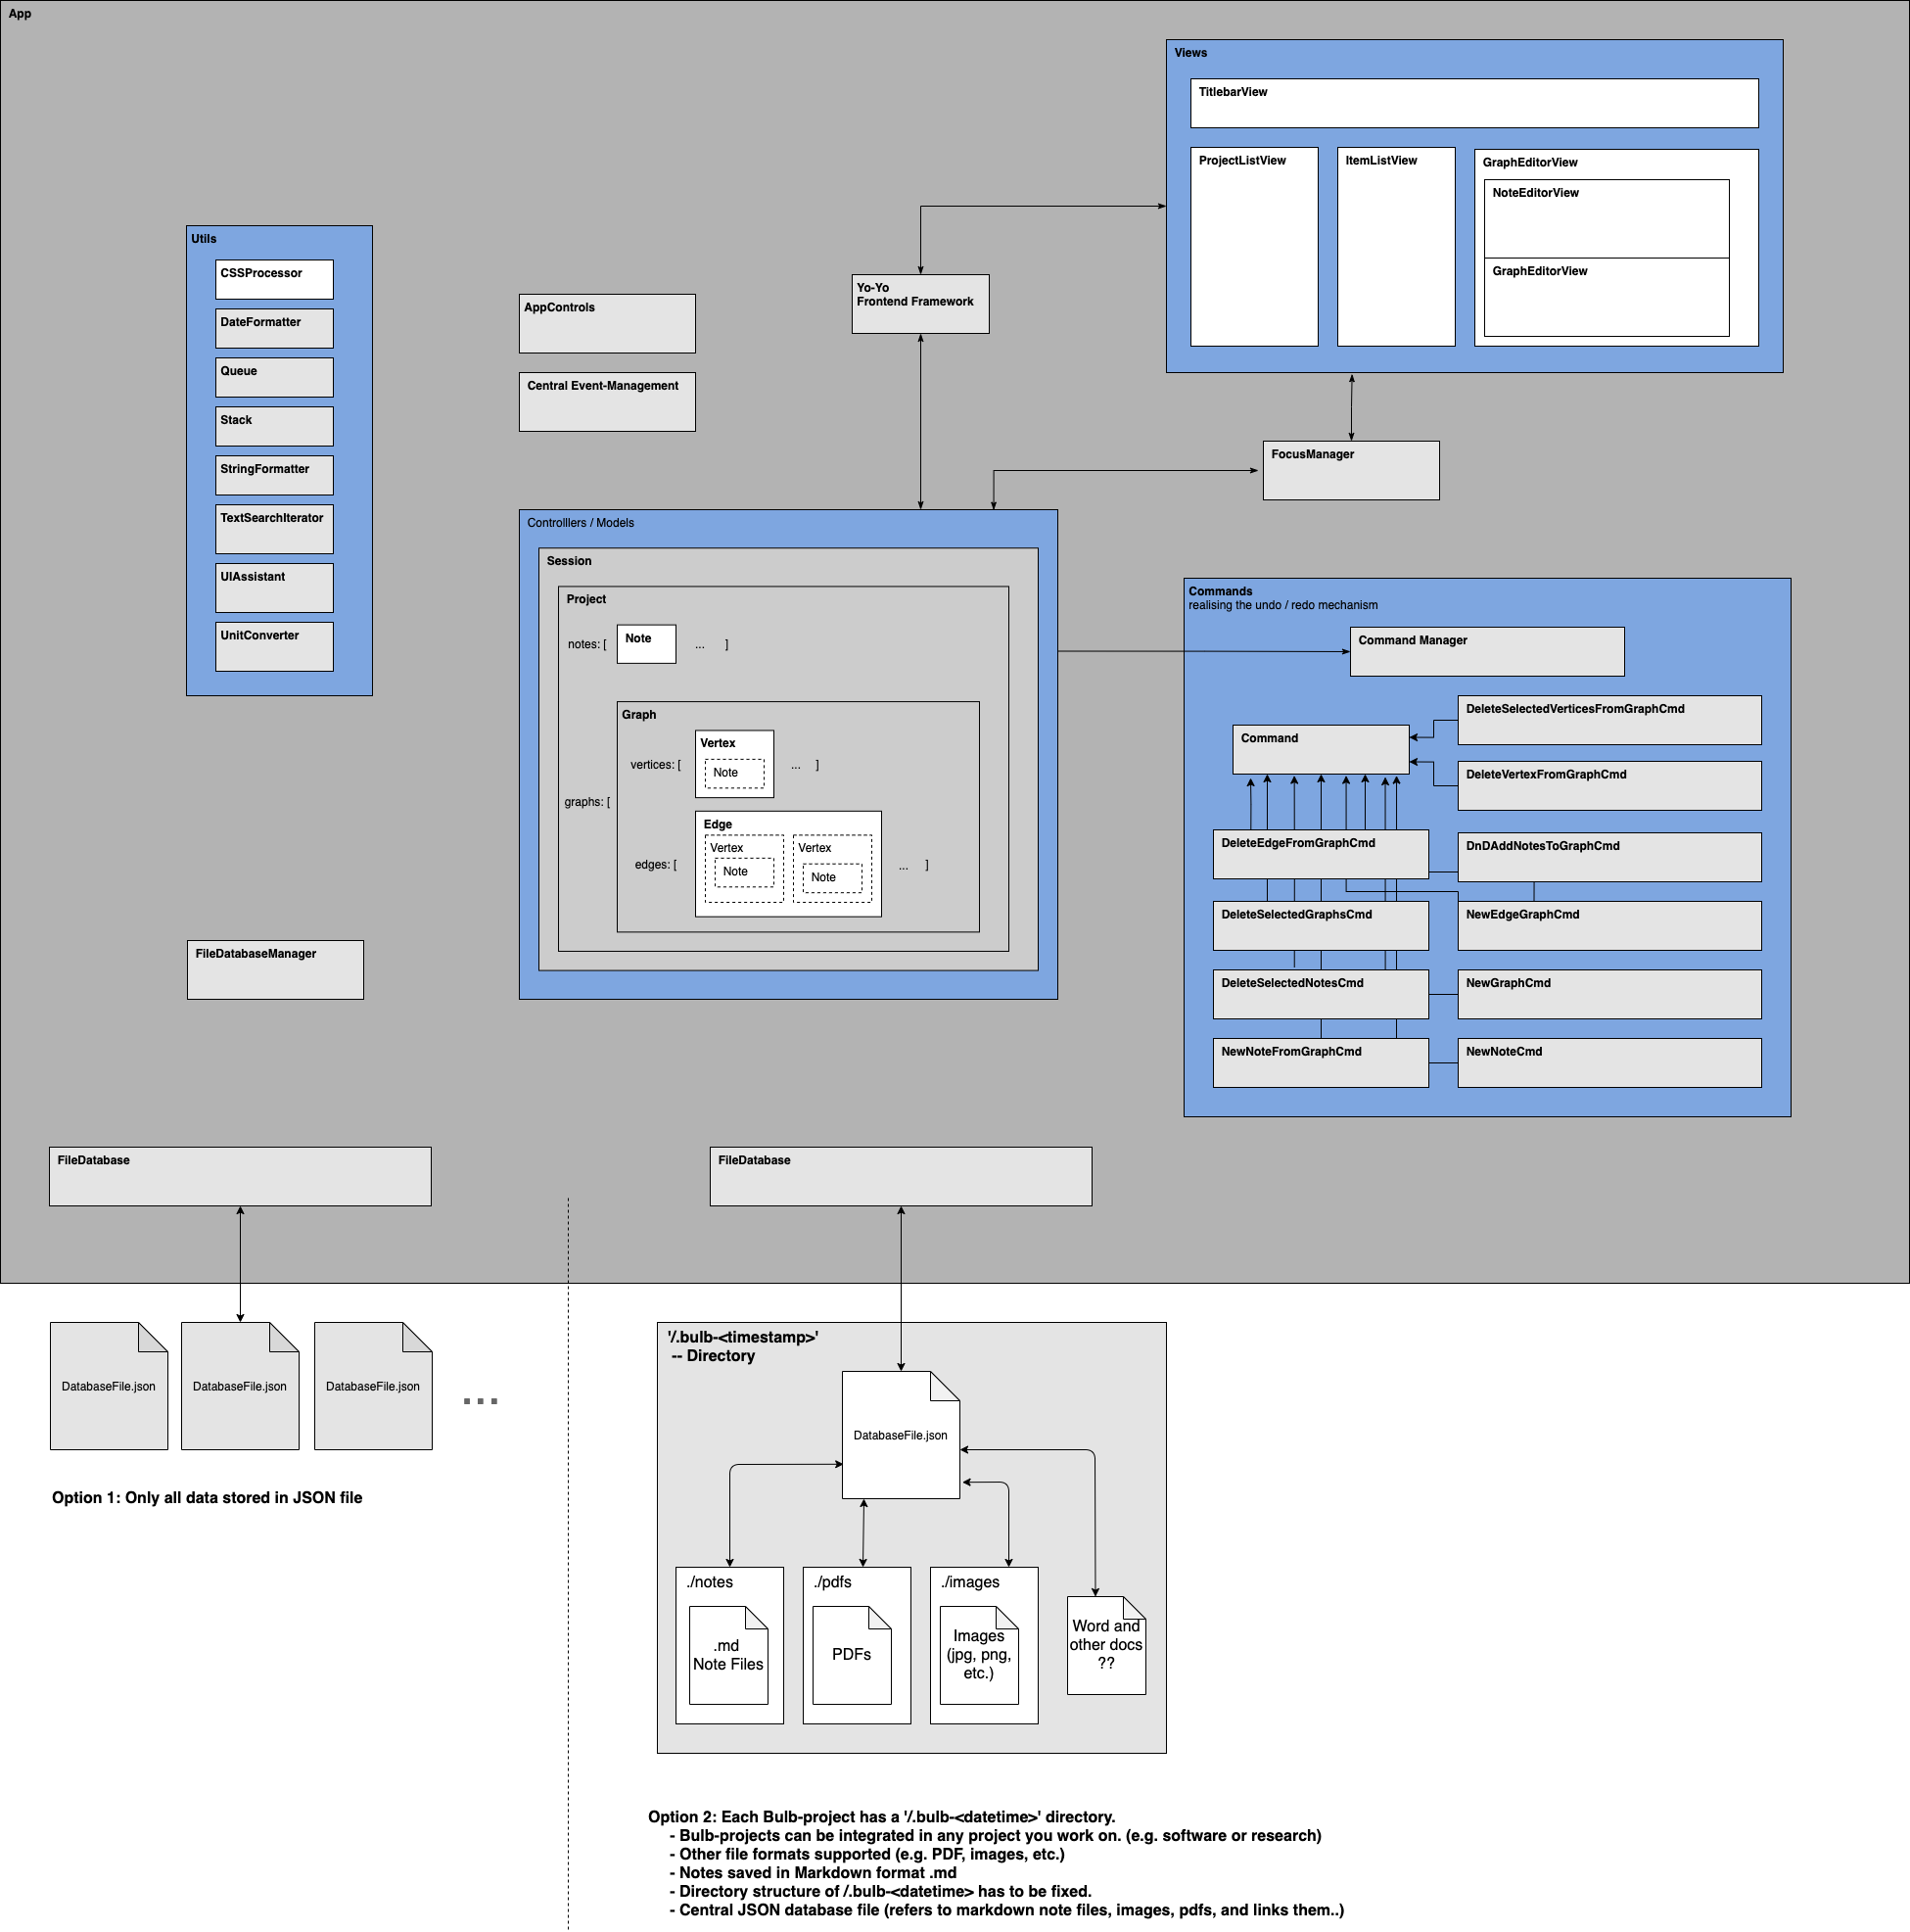 App
Views
TitlebarView
ProjectListView
ItemListView
GraphEditorView
NoteEditorView
GraphEditorView
Utils
CSSProcessor
DateFormatter
Queue
Stack
StringFormatter
TextSearchIterator
UIAssistant
UnitConverter
AppControls
Central Event-Management
Yo-Yo
Frontend Framework
FocusManager
Controlllers / Models
Session
Project
notes: [
Note
...
]
graphs: [
Graph
vertices: [
Vertex
Note
...
]
edges: [
Edge
Vertex
Note
Vertex
Note
...
]
Commands
realising the undo / redo mechanism
Command Manager
Command
DeleteSelectedVerticesFromGraphCmd
DeleteVertexFromGraphCmd
DeleteEdgeFromGraphCmd
DnDAddNotesToGraphCmd
DeleteSelectedGraphsCmd
NewEdgeGraphCmd
DeleteSelectedNotesCmd
NewGraphCmd
NewNoteFromGraphCmd
NewNoteCmd
FileDatabaseManager
FileDatabase
FileDatabase
DatabaseFile.json
DatabaseFile.json
DatabaseFile.json
...
Option 1: Only all data stored in JSON file
'/.bulb-<timestamp>'
-- Directory
DatabaseFile.json
./notes
.md
Note Files
./pdfs
PDFs
./images
Images
(jpg, png,
etc.)
Word and
other docs
??
Option 2: Each Bulb-project has a '/.bulb-<datetime>' directory.
- Bulb-projects can be integrated in any project you work on. (e.g. software or research)
- Other file formats supported (e.g. PDF, images, etc.)
- Notes saved in Markdown format .md
- Directory structure of /.bulb-<datetime> has to be fixed.
- Central JSON database file (refers to markdown note files, images, pdfs, and links them..)